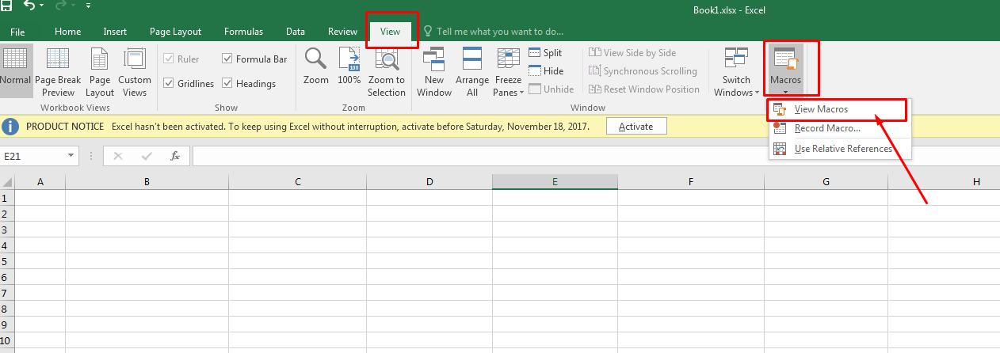 Book1.xlsx - Excel
File Home Insert Page Layout Formulas Data Review View Tell me what you want to do...
Normal
Page Break Preview
Page Layout
Custom Views
Workbook Views
Ruler
Formula Bar
Gridlines
Headings
Show
Zoom
100
100%
Zoom to Selection
Zoom
New Window
Arrange All
Freeze Panes
Split
Hide
Unhide
View Side by Side
Synchronous Scrolling
Reset Window Position
Window
Switch Windows
Macros
View Macros
Record Macro...
Use Relative References
PRODUCT NOTICE Excel hasn't been activated. To keep using Excel without interruption, activate before Saturday, November 18, 2017. Activate
E21 fx
A B C D E F G H
1
2
3
4
5
6
7
8
9
10